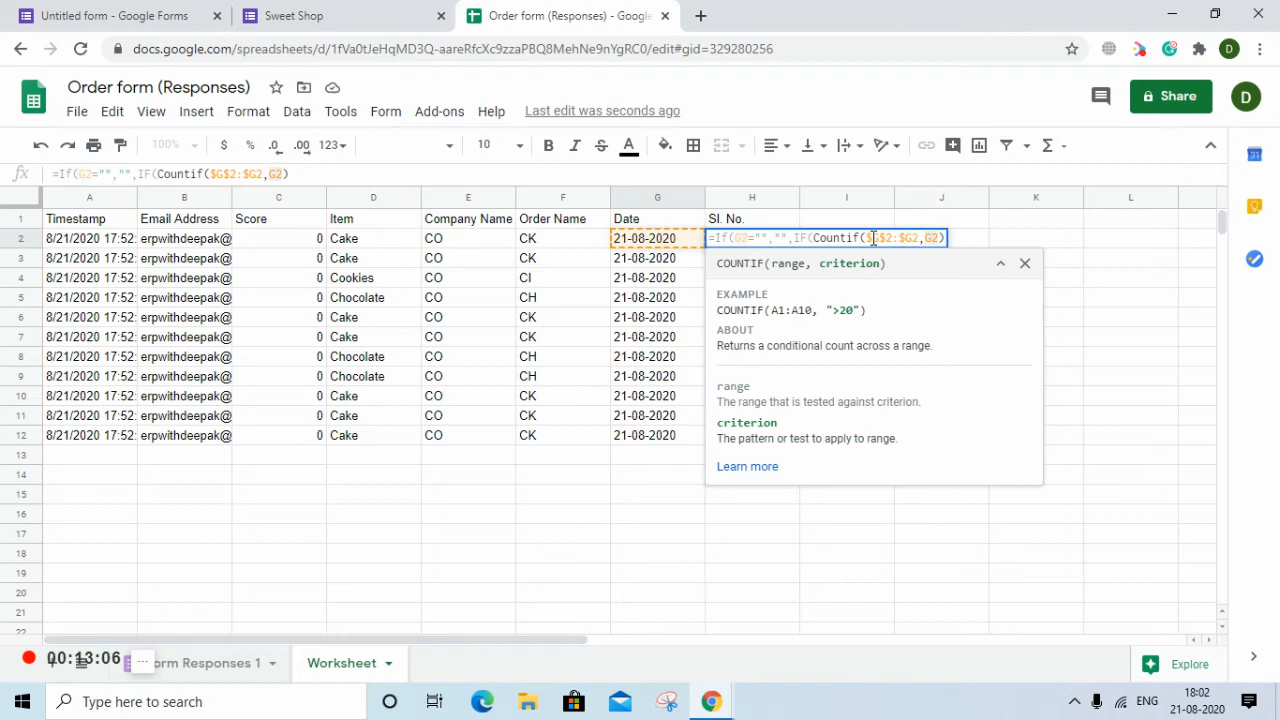 Untitled form - Google Forms
Sweet Shop
Order form (Responses) - Google
docs.google.com/spreadsheets/d/1fVa0tJeHqMD3Q-aareRfcXc9zzaPBQ8MehNe9nYgRC0/edit#gid=329280256
D
Order form (Responses)
Share
D
File Edit View Insert Format Data Tools Form Add-ons Help Last edit was seconds ago
100% $ % .0 .00 123 10 B I S A
fx =If(G2="","",IF(Countif($G$2:$G2,G2)
A B C D E F G H I J K L
1 Timestamp Email Address Score Item Company Name Order Name Date Sl. No.
2 8/21/2020 17:52: erpwithdeepak@ 0 Cake CO CK 21-08-2020 =If(G2="","",IF(Countif($G$2:$G2,G2)
3 8/21/2020 17:52: erpwithdeepak@ 0 Cake CO CK 21-08-2020
4 8/21/2020 17:52: erpwithdeepak@ 0 Cookies CO CI 21-08-2020
5 8/21/2020 17:52: erpwithdeepak@ 0 Chocolate CO CH 21-08-2020
6 8/21/2020 17:52: erpwithdeepak@ 0 Cake CO CK 21-08-2020
7 8/21/2020 17:52: erpwithdeepak@ 0 Cake CO CK 21-08-2020
8 8/21/2020 17:52: erpwithdeepak@ 0 Chocolate CO CH 21-08-2020
9 8/21/2020 17:52: erpwithdeepak@ 0 Chocolate CO CH 21-08-2020
10 8/21/2020 17:52: erpwithdeepak@ 0 Cake CO CK 21-08-2020
11 8/21/2020 17:52: erpwithdeepak@ 0 Cake CO CK 21-08-2020
12 8/21/2020 17:52: erpwithdeepak@ 0 Cake CO CK 21-08-2020
13
14
15
16
17
18
19
20
21
22
COUNTIF(range, criterion)
EXAMPLE
COUNTIF(A1:A10, ">20")
ABOUT
Returns a conditional count across a range.
range
The range that is tested against criterion.
criterion
The pattern or test to apply to range.
Learn more
31
00:13:06
... orm Responses 1 Worksheet
Explore
Type here to search
ENG
18:02
21-08-2020